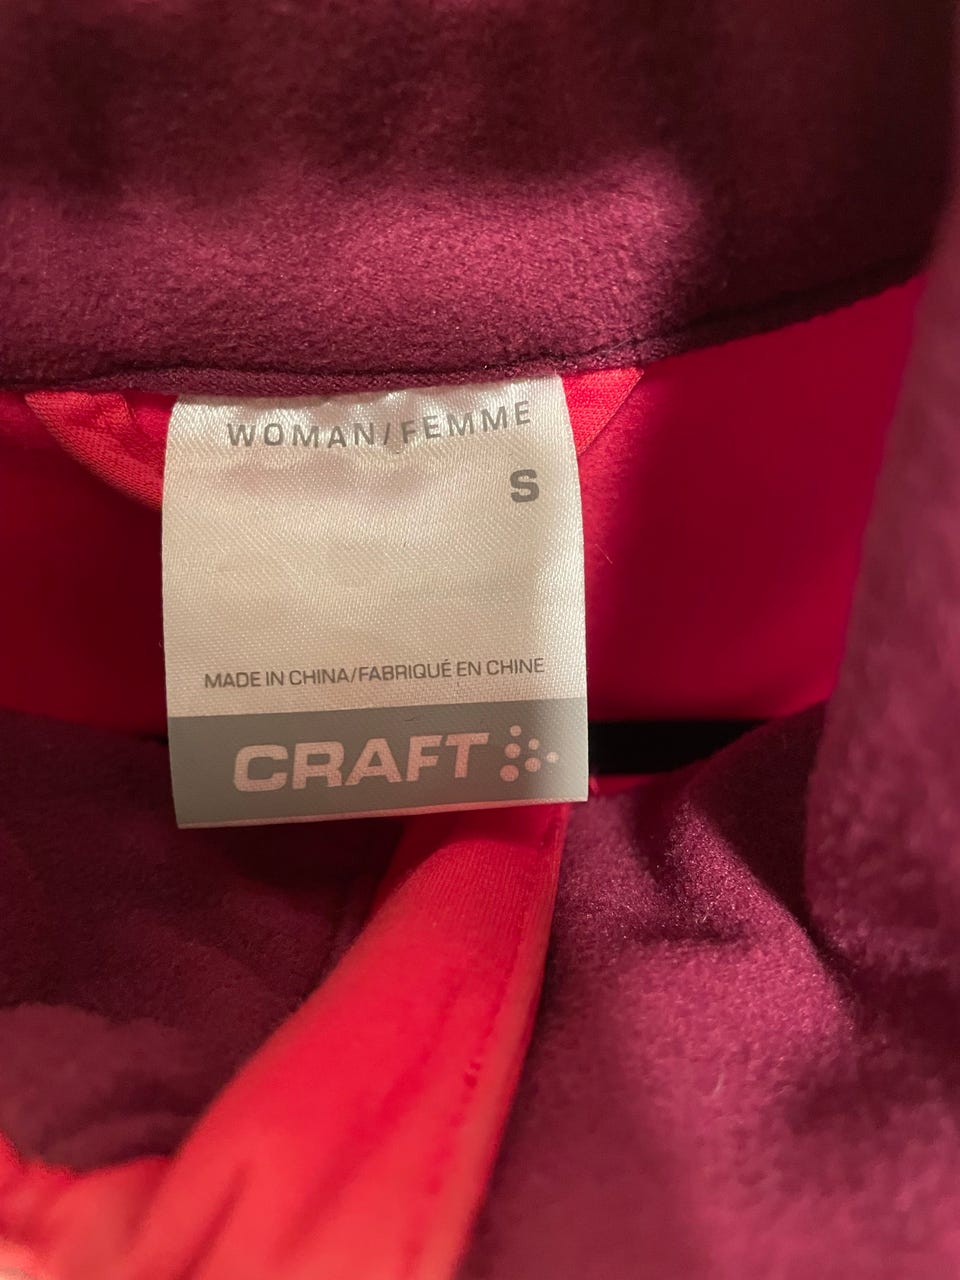 WOMAN/FEMME
S
MADE IN CHINA/FABRIQUÉ EN CHINE
CRAFT